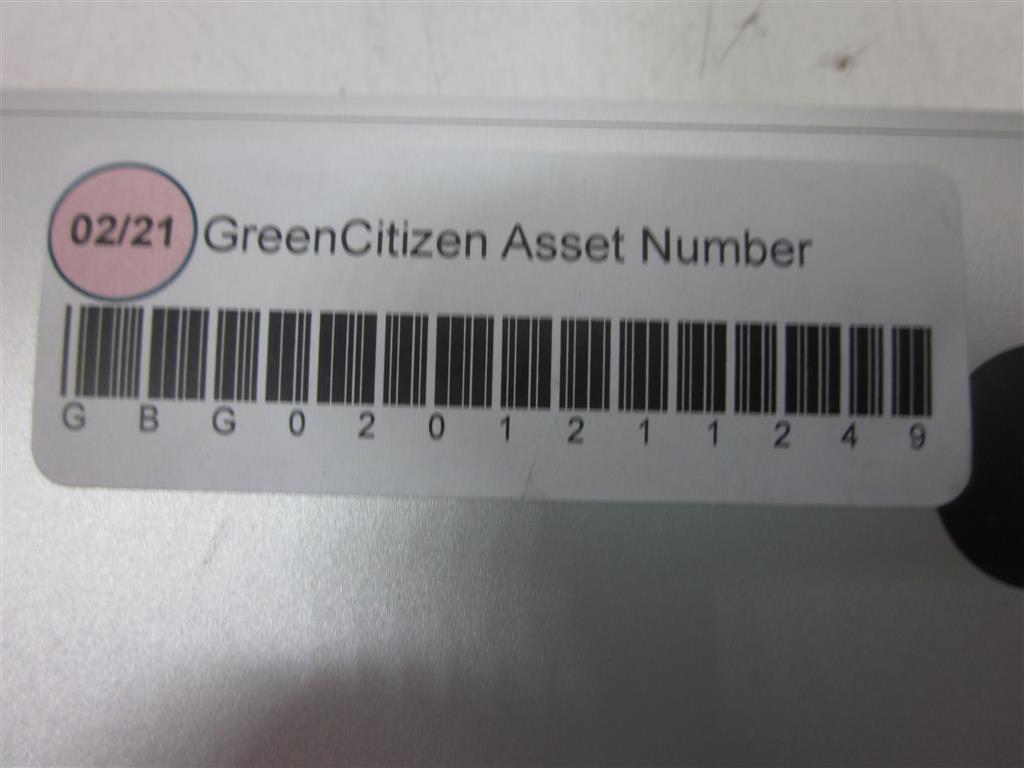 02/21 GreenCitizen Asset Number
G B G 0 2 0 1 2 1 1 2 4 9